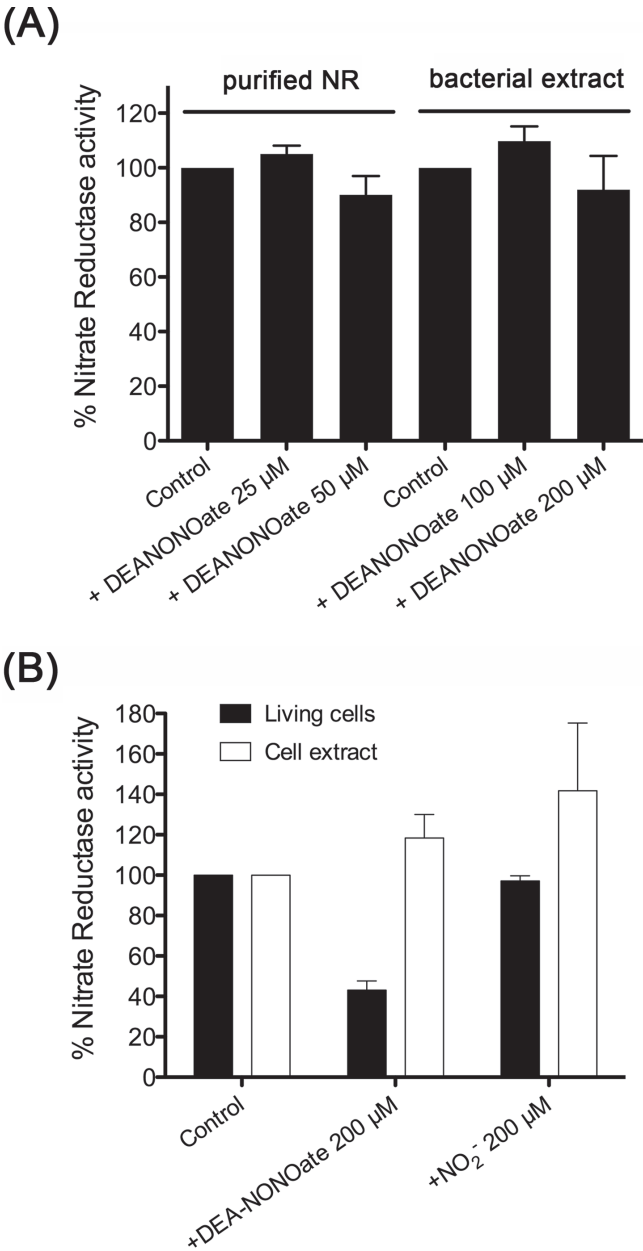 (A)
purified NR bacterial extract
% Nitrate Reductase activity
120
100
80
60
40
20
0
Control
+ DEANONOate 25 µM
+ DEANONOate 50 µM
Control
+ DEANONOate 100 µM
+ DEANONOate 200 µM
(B)
% Nitrate Reductase activity
180
160
140
120
100
80
60
40
20
0
Living cells
Cell extract
Control
+DEA-NONOate 200 µM
+NO₂⁻ 200 µM